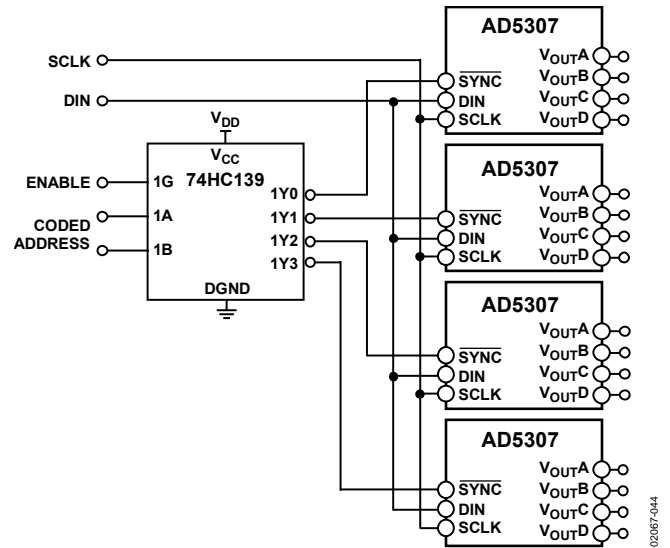 SCLK
DIN
V_DD
V_CC
74HC139
ENABLE
1G
CODED
ADDRESS
1A
1B
1Y0
1Y1
1Y2
1Y3
DGND
AD5307
SYNC
DIN
SCLK
V_OUTA
V_OUTB
V_OUTC
V_OUTD
AD5307
SYNC
DIN
SCLK
V_OUTA
V_OUTB
V_OUTC
V_OUTD
AD5307
SYNC
DIN
SCLK
V_OUTA
V_OUTB
V_OUTC
V_OUTD
AD5307
SYNC
DIN
SCLK
V_OUTA
V_OUTB
V_OUTC
V_OUTD
02067-044